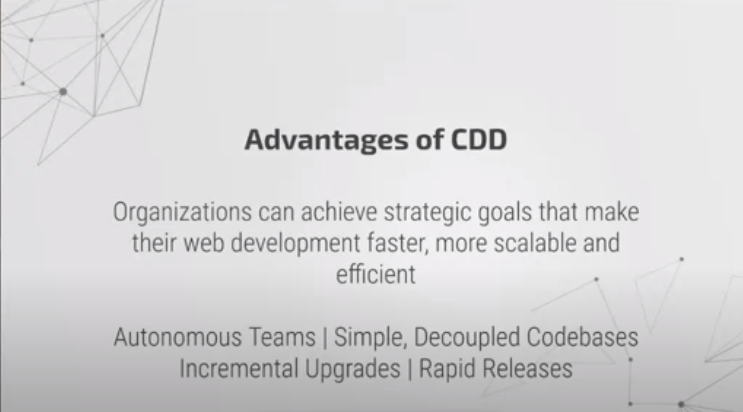 Advantages of CDD
Organizations can achieve strategic goals that make
their web development faster, more scalable and
efficient
Autonomous Teams | Simple, Decoupled Codebases
Incremental Upgrades | Rapid Releases